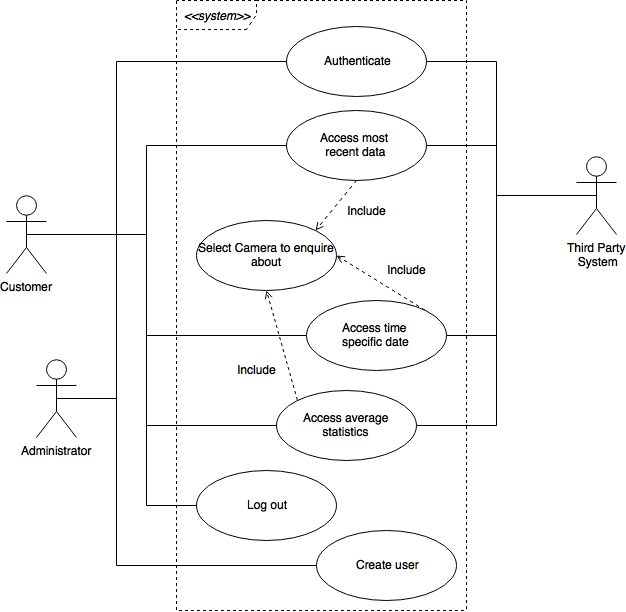 <<system>>
Authenticate
Access most
recent data
Include
Customer
Select Camera to enquire
about
Third Party
System
Include
Access time
specific date
Include
Administrator
Access average
statistics
Log out
Create user